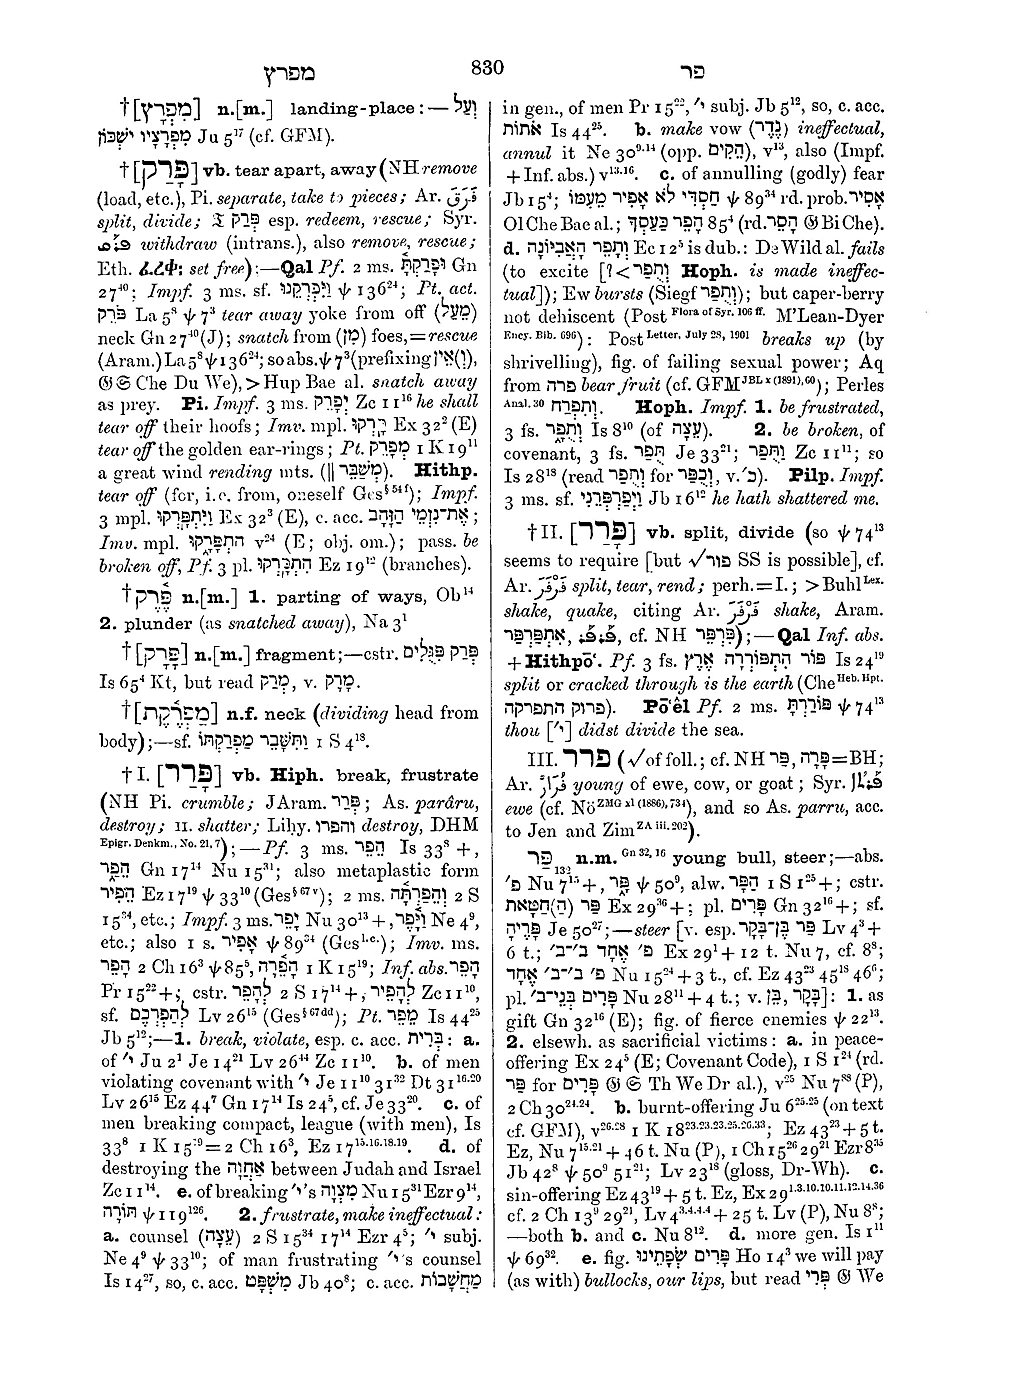 מפרץ 830 פר
†[מִפְרָץ] n.[m.] landing-place:—וְעַל
מִפְרָצָיו יִשְׁכּוֹן Ju 5¹⁷ (cf. GFM).
†[פָּרַק] vb. tear apart, away (NH remove
(load, etc.), Pi. separate, take to pieces; Ar. فَرَقَ
split, divide; 𝔗 פְּרַק esp. redeem, rescue; Syr.
ܦܪܩ withdraw (intrans.), also remove, rescue;
Eth. set free):—Qal Pf. 2 ms. וּפָרַקְתָּ Gn
27⁴⁰; Impf. 3 ms. sf. וַיִּפְרְקֵנוּ ψ 136²⁴; Pt. act.
פֹּרֵק La 5⁸ ψ 7³ tear away yoke from off (מֵעַל)
neck Gn 27⁴⁰(J); snatch from (מִן) foes,=rescue
(Aram.) La 5⁸ ψ 136²⁴; so abs. ψ 7³ (prefixing אֵין(וְ)),
𝔊 𝔖 Che Du We), > Hup Bae al. snatch away
as prey. Pi. Impf. 3 ms. יְפָרֵק Zc 11¹⁶ he shall
tear off their hoofs; Imv. mpl. פָּרְקוּ Ex 32² (E)
tear off the golden ear-rings; Pt. מְפָרֵק 1 K 19¹¹
a great wind rending mts. (|| מְשַׁבֵּר). Hithp.
tear off (for, i.e. from, oneself Ges§ 54 f); Impf.
3 mpl. וַיִּתְפָּרְקוּ Ex 32³ (E), c. acc. אֶת־נִזְמֵי הַזָּהָב;
Imv. mpl. הִתְפָּרָקוּ v²⁴ (E; obj. om.); pass. be
broken off, Pf. 3 pl. הִתְפָּרְקוּ Ez 19¹² (branches).
†פֶּרֶק n.[m.] 1. parting of ways, Ob¹⁴
2. plunder (as snatched away), Na 3¹
†[פָּרָק] n.[m.] fragment;—cstr. פְּרַק פִּגֻּלִים
Is 65⁴ Kt, but read מְרַק, v. מָרָק.
†[מַפְרֶקֶת] n.f. neck (dividing head from
body);—sf. וַתִּשָּׁבֵר מַפְרַקְתּוֹ 1 S 4¹⁸.
†I. [פָּרַר] vb. Hiph. break, frustrate
(NH Pi. crumble; JAram. פְּרַר; As. parâru,
destroy; II. shatter; Liḥy. והפרו destroy, DHM
Epigr. Denkm., No. 21, 7);—Pf. 3 ms. הֵפֵר Is 33⁸ +,
הֵפַר Gn 17¹⁴ Nu 15³¹; also metaplastic form
הֵפִיר Ez 17¹⁹ ψ 33¹⁰ (Ges§ 67 v); 2 ms. וְהֵפַרְתָּה 2 S
15³⁴, etc.; Impf. 3 ms. יָפֵר Nu 30¹³ +, וַיָּפֶר Ne 4⁹,
etc.; also 1 s. אָפִיר ψ 89³⁴ (Ges l.c.); Imv. ms.
הָפֵר 2 Ch 16³ ψ 85⁵, הָפֵרָה 1 K 15¹⁹; Inf. abs. הָפֵר
Pr 15²² +; cstr. לְהָפֵר 2 S 17¹⁴ +, לְהָפֵיר Zc 11¹⁰,
sf. לְהַפְרְכֶם Lv 26¹⁵ (Ges§ 67 dd); Pt. מֵפֵר Is 44²⁵
Jb 5¹²;—1. break, violate, esp. c. acc. בְּרִית: a.
of ״י Ju 2¹ Je 14²¹ Lv 26⁴⁴ Zc 11¹⁰. b. of men
violating covenant with ״י Je 11¹⁰ 31³² Dt 31¹⁶·²⁰
Lv 26¹⁵ Ez 44⁷ Gn 17¹⁴ Is 24⁵, cf. Je 33²⁰. c. of
men breaking compact, league (with men), Is
33⁸ 1 K 15¹⁹ = 2 Ch 16³, Ez 17¹⁵·¹⁶·¹⁸·¹⁹. d. of
destroying the אַחֲוָה between Judah and Israel
Zc 11¹⁴. e. of breaking ״י's מִצְוָה Nu 15³¹ Ezr 9¹⁴,
תּוֹרָה ψ 119¹²⁶. 2. frustrate, make ineffectual:
a. counsel (עֵצָה) 2 S 15³⁴ 17¹⁴ Ezr 4⁵; ״י subj.
Ne 4⁹ ψ 33¹⁰; of man frustrating ״י's counsel
Is 14²⁷, so, c. acc. מִשְׁפָּט Jb 40⁸; c. acc. מַחֲשָׁבוֹת
in gen., of men Pr 15²², ״י subj. Jb 5¹², so, c. acc.
אֹתוֹת Is 44²⁵. b. make vow (נֶדֶר) ineffectual,
annul it Ne 30⁹·¹⁴ (opp. הֵקִים), v¹³, also (Impf.
+ Inf. abs.) v¹³·¹⁶. c. of annulling (godly) fear
Jb 15⁴; חַסְדִּי לֹא אָפִיר מֵעִמּוֹ ψ 89³⁴ rd. prob. אָסִיר
Ol Che Bae al.; הָפֵר כַּעַסְךָ 85⁴ (rd. הָסֵר 𝔊 Bi Che).
d. וְתָפֵר הָאֲבִיּוֹנָה Ec 12⁵ is dub.: De Wild al. fails
(to excite [? < וְתֻפַר Hoph. is made ineffec-
tual]); Ew bursts (Siegf וְתֻפַר); but caper-berry
not dehiscent (Post Flora of Syr. 106 ff. M'Lean-Dyer
Ency. Bib. 696): Post Letter, July 28, 1901 breaks up (by
shrivelling), fig. of failing sexual power; Aq
from פרה bear fruit (cf. GFM JBL x (1891), 60); Perles
Anal. 30 וְתִפְרַח. Hoph. Impf. 1. be frustrated,
3 fs. וְתֻפָר Is 8¹⁰ (of עֵצָה). 2. be broken, of
covenant, 3 fs. תֻפַר Je 33²¹; וַתֻּפַר Zc 11¹¹; so
Is 28¹⁸ (read וְתֻפַר for וְכֻפַּר, v. ׳כ). Pilp. Impf.
3 ms. sf. וַיְפַרְפְּרֵנִי Jb 16¹² he hath shattered me.
†II. [פָּרַר] vb. split, divide (so ψ 74¹³
seems to require [but √פור SS is possible], cf.
Ar. فَرْفَرَ split, tear, rend; perh. = I.; > Buhl Lex.
shake, quake, citing Ar. فَرْفَرَ shake, Aram.
אִתְפַּרְפַּר, ܦܪܦܪ, cf. NH פִּרְפֵּר);—Qal Inf. abs.
+ Hithpō‘. Pf. 3 fs. פּוֹר הִתְפּוֹרְרָה אֶרֶץ Is 24¹⁹
split or cracked through is the earth (Che Heb. Hpt.
פרוק התפרקה). Pō‘ēl Pf. 2 ms. פּוֹרַרְתָּ ψ 74¹³
thou [״י] didst divide the sea.
III. פרר (√ of foll.; cf. NH פָּר, פָּרָה = BH;
Ar. فُرَارٌ young of ewe, cow, or goat; Syr. ܦܪܬܐ
ewe (cf. Nö ZMG xl (1886), 734), and so As. parru, acc.
to Jen and Zim ZA iii. 202).
פַּר n.m. Gn 32, 16 young bull, steer;—abs.
132
׳פ Nu 7¹⁵ +, פָּר ψ 50⁹, alw. הַפָּר 1 S 1²⁵ +; cstr.
פַּר (הַ)חַטָּאת Ex 29³⁶ +; pl. פָּרִים Gn 32¹⁶ +; sf.
פָּרֶיהָ Je 50²⁷;—steer [v. esp. פַּר בֶּן־בָּקָר Lv 4³ +
6 t.; ׳פ אֶחָד ב׳־ב׳ Ex 29¹ + 12 t. Nu 7, cf. 8⁸;
׳פ ב׳־ב׳ אֶחָד Nu 15²⁴ + 3 t., cf. Ez 43²³ 45¹⁸ 46⁶;
pl. פָּרִים בְּנֵי־ב׳ Nu 28¹¹ + 4 t.; v. בֵּן, בָּקָר]: 1. as
gift Gn 32¹⁶ (E); fig. of fierce enemies ψ 22¹³.
2. elsewh. as sacrificial victims: a. in peace-
offering Ex 24⁵ (E; Covenant Code), 1 S 1²⁴ (rd.
פַּר for פָּרִים 𝔊 𝔖 Th We Dr al.), v²⁵ Nu 7⁸⁸ (P),
2 Ch 30²⁴·²⁴. b. burnt-offering Ju 6²⁵·²⁵ (on text
cf. GFM), v²⁶·²⁸ 1 K 18²³·²³·²³·²⁵·²⁶·³³; Ez 43²³ + 5 t.
Ez, Nu 7¹⁵·²¹ + 46 t. Nu (P), 1 Ch 15²⁶ 29²¹ Ezr 8³⁵
Jb 42⁸ ψ 50⁹ 51²¹; Lv 23¹⁸ (gloss, Dr-Wh). c.
sin-offering Ez 43¹⁹ + 5 t. Ez, Ex 29¹·³·¹⁰·¹⁰·¹¹·¹²·¹⁴·³⁶
cf. 2 Ch 13⁹ 29²¹, Lv 4³·⁴·⁴·⁴ + 25 t. Lv (P), Nu 8⁸;
—both b. and c. Nu 8¹². d. more gen. Is 1¹¹
ψ 69³². e. fig. פָּרִים שְׂפָתֵינוּ Ho 14³ we will pay
(as with) bullocks, our lips, but read פְּרִי 𝔊 We